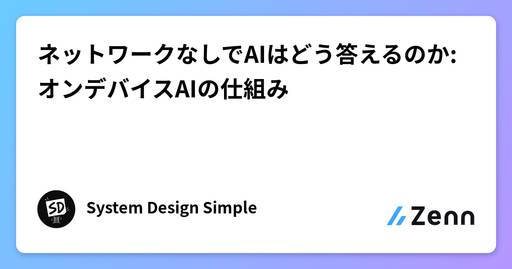 ネットワークなしでAIはどう答えるのか:
オンデバイスAIの仕組み
SD
System Design Simple
Zenn